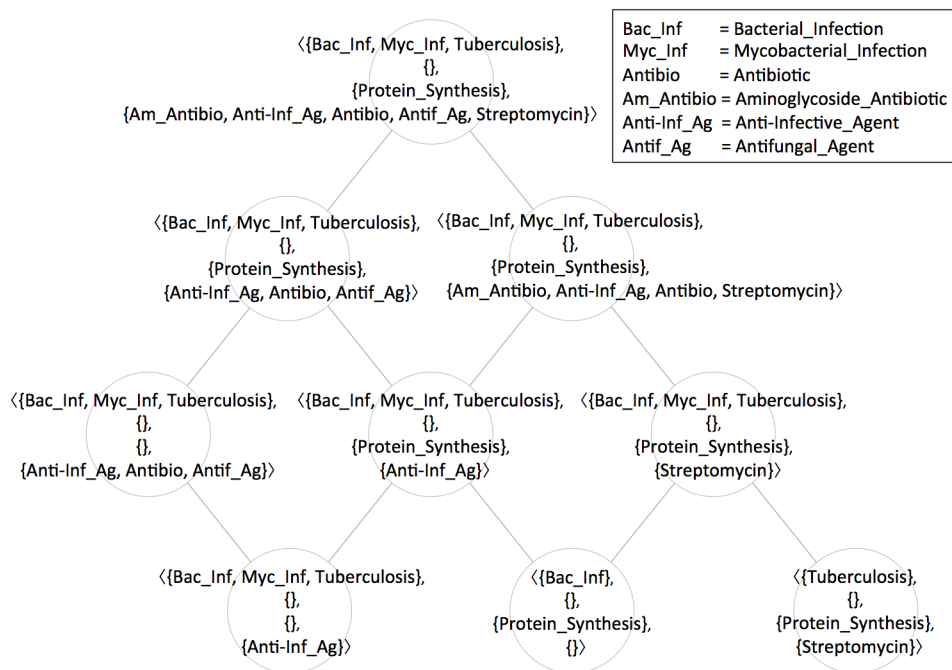 〈{Bac_Inf, Myc_Inf, Tuberculosis},
{},
{Protein_Synthesis},
{Am_Antibio, Anti-Inf_Ag, Antibio, Antif_Ag, Streptomycin}〉
Bac_Inf = Bacterial_Infection
Myc_Inf = Mycobacterial_Infection
Antibio = Antibiotic
Am_Antibio = Aminoglycoside_Antibiotic
Anti-Inf_Ag = Anti-Infective_Agent
Antif_Ag = Antifungal_Agent
〈{Bac_Inf, Myc_Inf, Tuberculosis},
{},
{Protein_Synthesis},
{Anti-Inf_Ag, Antibio, Antif_Ag}〉
〈{Bac_Inf, Myc_Inf, Tuberculosis},
{},
{Protein_Synthesis},
{Am_Antibio, Anti-Inf_Ag, Antibio, Streptomycin}〉
〈{Bac_Inf, Myc_Inf, Tuberculosis},
{},
{},
{Anti-Inf_Ag, Antibio, Antif_Ag}〉
〈{Bac_Inf, Myc_Inf, Tuberculosis},
{},
{Protein_Synthesis},
{Anti-Inf_Ag}〉
〈{Bac_Inf, Myc_Inf, Tuberculosis},
{},
{Protein_Synthesis},
{Streptomycin}〉
〈{Bac_Inf, Myc_Inf, Tuberculosis},
{},
{},
{Anti-Inf_Ag}〉
〈{Bac_Inf},
{},
{Protein_Synthesis},
{}〉
〈{Tuberculosis},
{},
{Protein_Synthesis},
{Streptomycin}〉